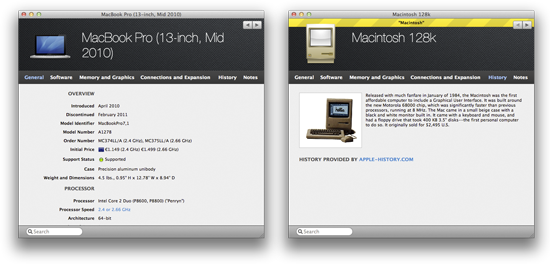 MacBook Pro (13-inch, Mid 2010)
MacBook Pro (13-inch, Mid
2010)
General Software Memory and Graphics Connections and Expansion History Notes
OVERVIEW
Introduced April 2010
Discontinued February 2011
Model Identifier MacBookPro7,1
Model Number A1278
Order Number MC374LL/A (2.4 GHz), MC375LL/A (2.66 GHz)
Initial Price €1.149 (2.4 GHz) €1.499 (2.66 GHz)
Support Status Supported
Case Precision aluminum unibody
Weight and Dimensions 4.5 lbs., 0.95" H x 12.78" W x 8.94" D
PROCESSOR
Processor Intel Core 2 Duo (P8600, P8800) ("Penryn")
Processor Speed 2.4 or 2.66 GHz
Architecture 64-bit
Search
Macintosh 128k
"Macintosh"
Macintosh 128k
General Software Memory and Graphics Connections and Expansion History Notes
Released with much fanfare in January of 1984, the Macintosh was the first
affordable computer to include a Graphical User Interface. It was built around
the new Motorola 68000 chip, which was significantly faster than previous
processors, running at 8 MHz. The Mac came in a small beige case with a
black and white monitor built in. It came with a keyboard and mouse, and
had a floppy drive that took 400 KB 3.5" disks--the first personal computer
to do so. It originally sold for $2,495 U.S.
HISTORY PROVIDED BY APPLE-HISTORY.COM
Search